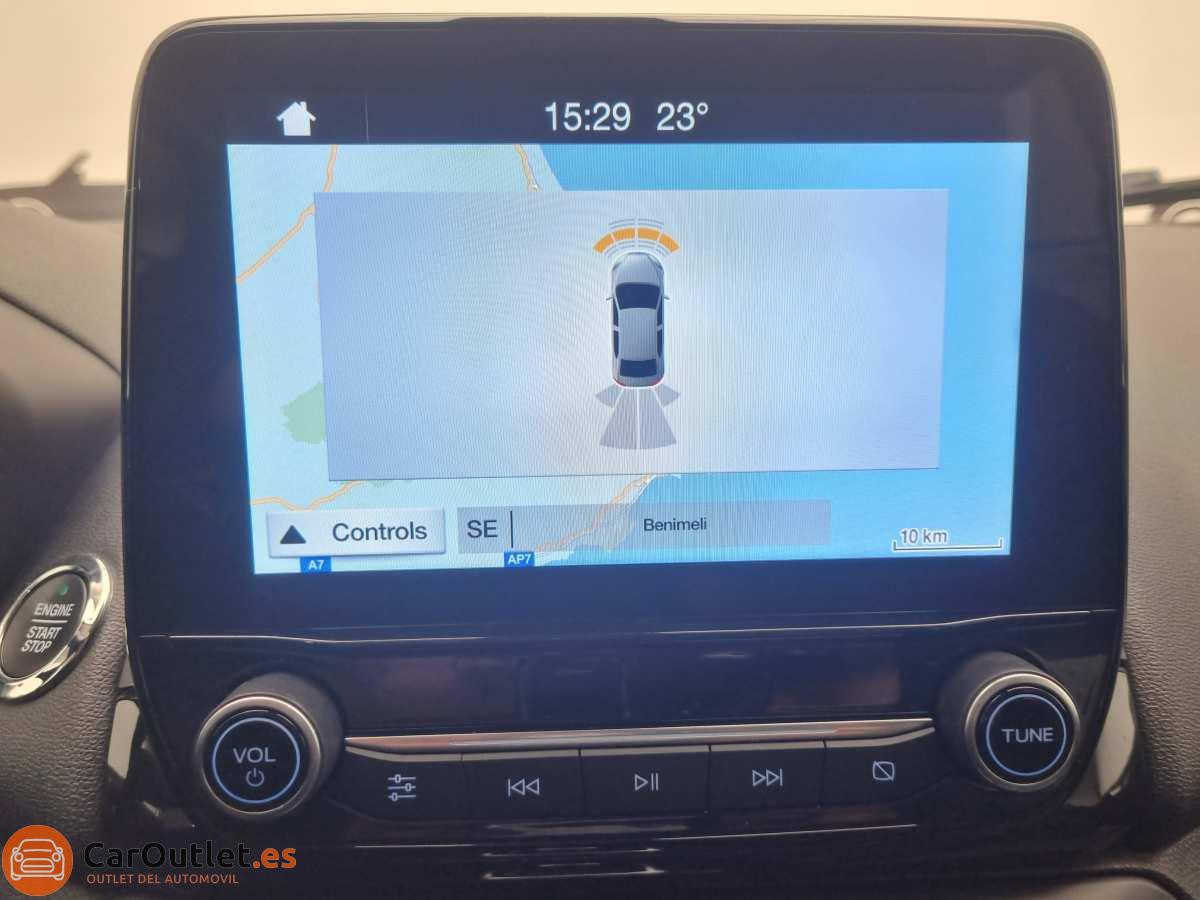 15:29 23°
Controls
SE
Benimeli
10 km
A7
AP7
ENGINE
START
STOP
VOL
TUNE
CarOutlet.es
OUTLET DEL AUTOMOVIL